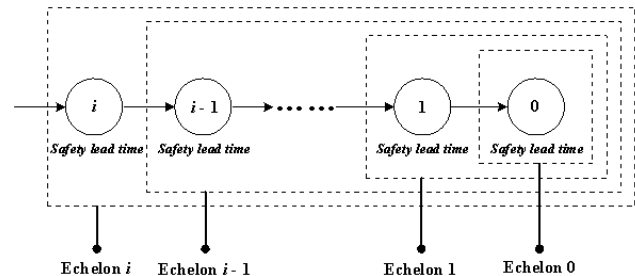 i
i - 1
1
0
Safety lead time
Safety lead time
Safety lead time
Safety lead time
Echelon i
Echelon i - 1
Echelon 1
Echelon 0